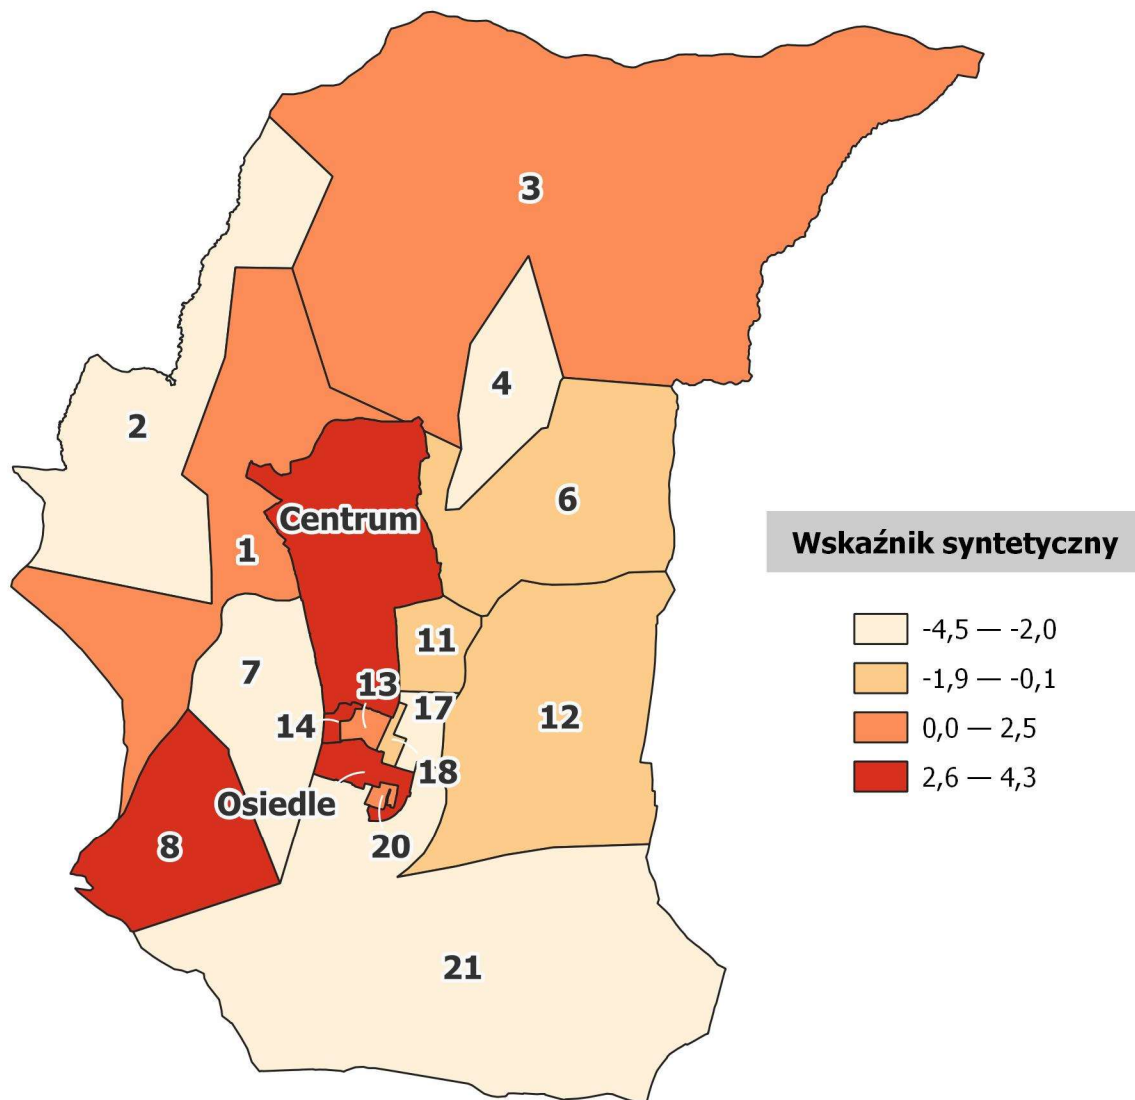 3
4
2
6
Centrum
1
Wskaźnik syntetyczny
-4,5 — -2,0
-1,9 — -0,1
0,0 — 2,5
2,6 — 4,3
11
7
13
17
12
14
18
Osiedle
8
20
21